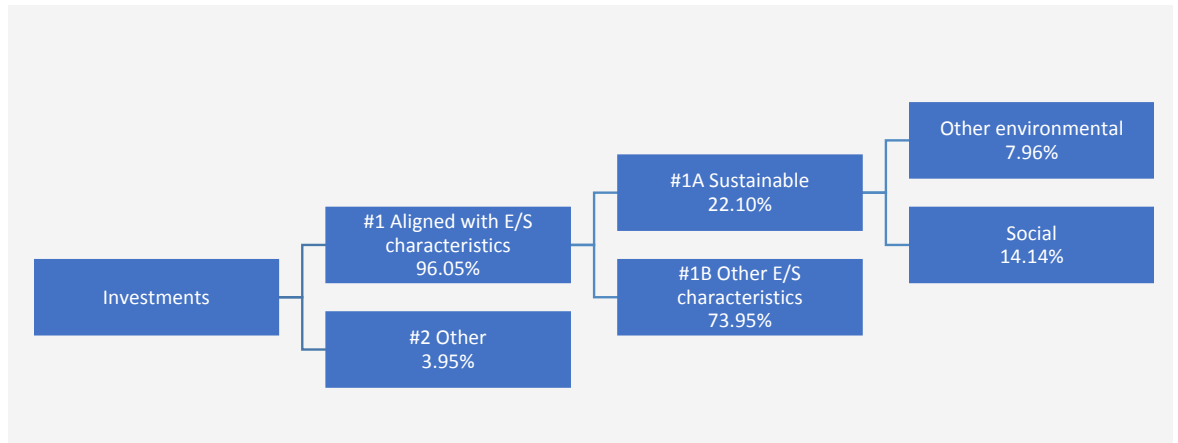 Investments
#1 Aligned with E/S
characteristics
96.05%
#2 Other
3.95%
#1A Sustainable
22.10%
#1B Other E/S
characteristics
73.95%
Other environmental
7.96%
Social
14.14%